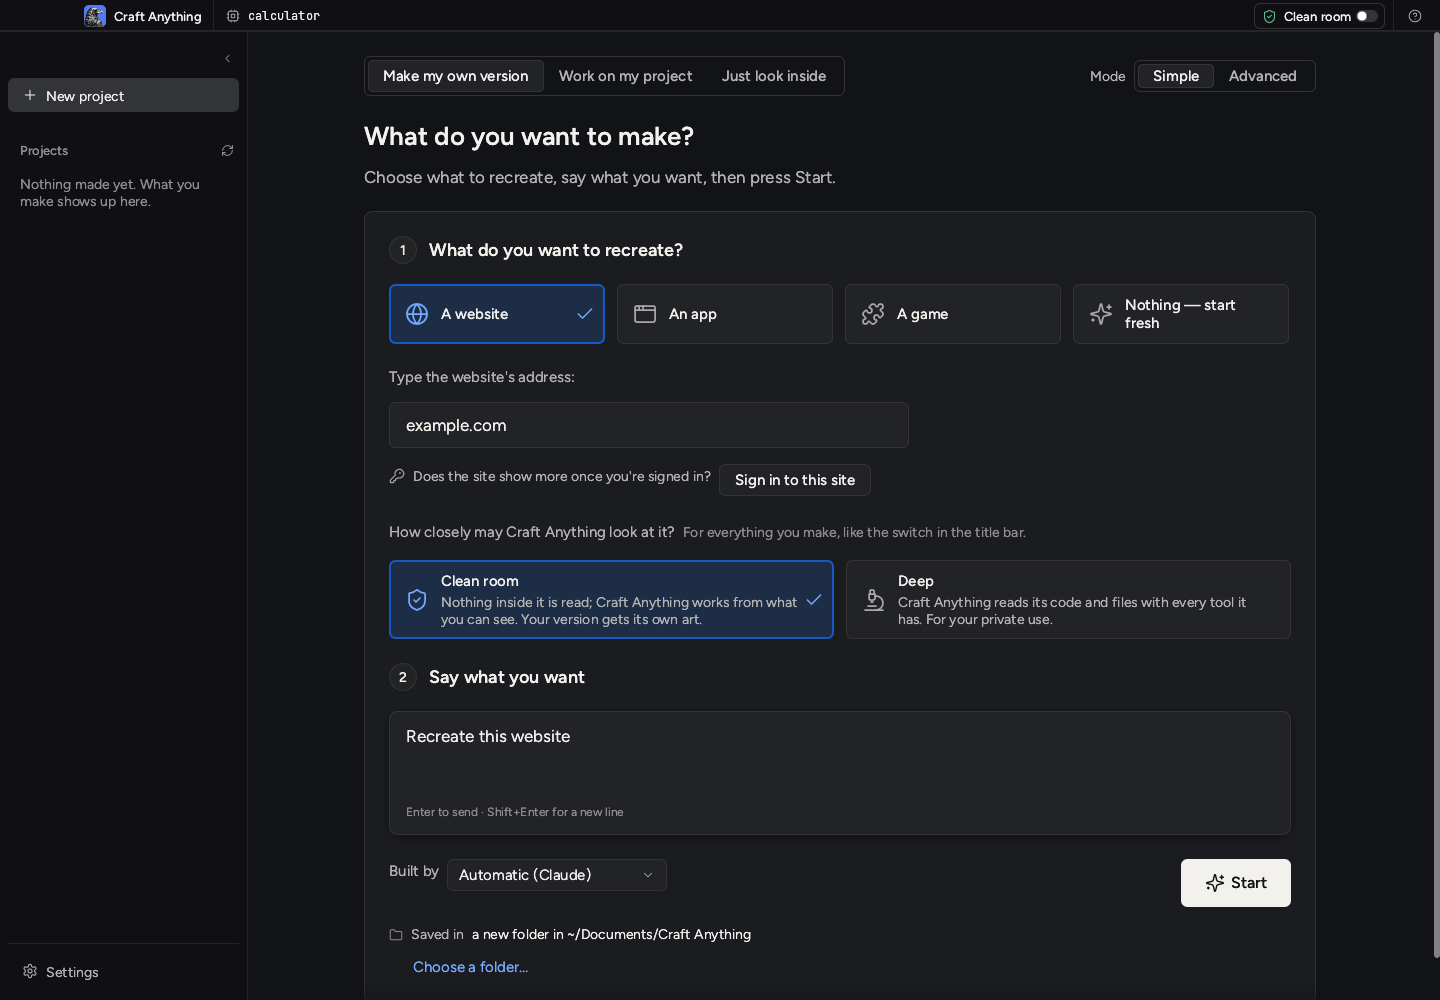 Craft Anything
calculator
Clean room
New project
Projects
Nothing made yet. What you
make shows up here.
Settings
Make my own version
Work on my project
Just look inside
Mode
Simple
Advanced
What do you want to make?
Choose what to recreate, say what you want, then press Start.
1
What do you want to recreate?
A website
An app
A game
Nothing — start
fresh
Type the website's address:
example.com
Does the site show more once you're signed in?
Sign in to this site
How closely may Craft Anything look at it?
For everything you make, like the switch in the title bar.
Clean room
Nothing inside it is read; Craft Anything works from what
you can see. Your version gets its own art.
Deep
Craft Anything reads its code and files with every tool it
has. For your private use.
2
Say what you want
Recreate this website
Enter to send · Shift+Enter for a new line
Built by
Automatic (Claude)
Start
Saved in a new folder in ~/Documents/Craft Anything
Choose a folder...